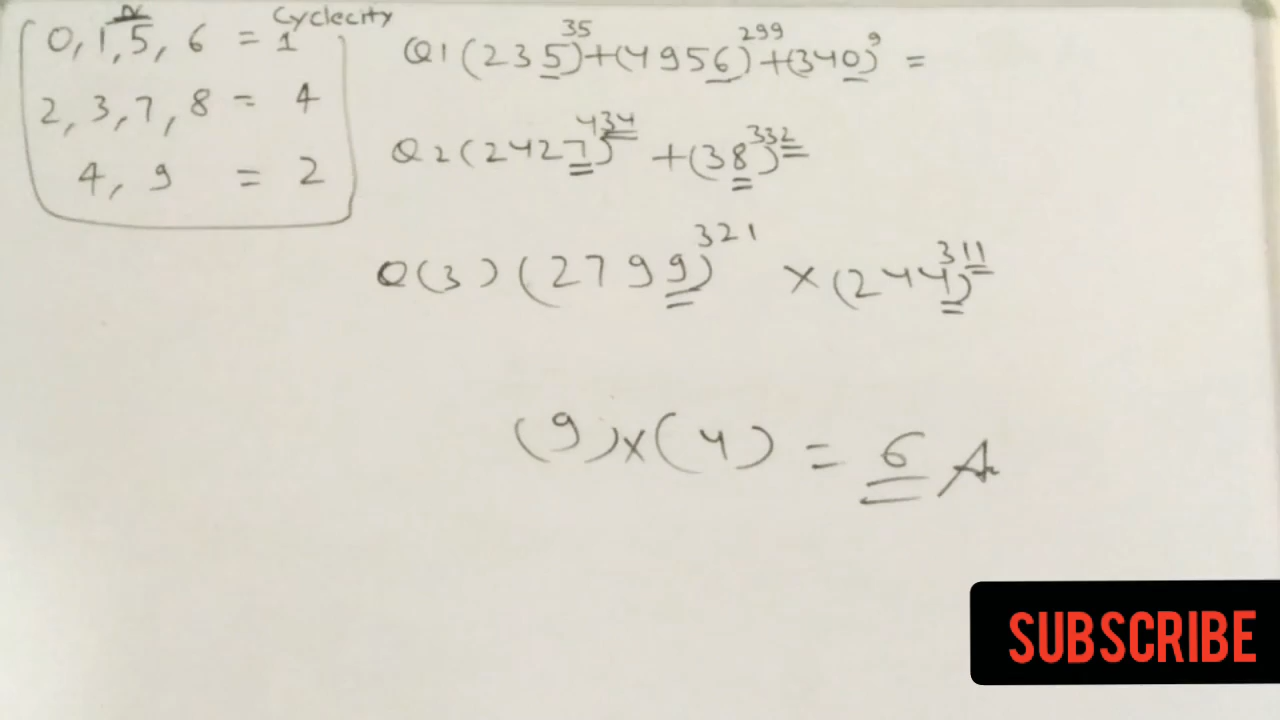 Cyclecity
0, 1, 5, 6 = 1
2, 3, 7, 8 = 4
4, 9 = 2
Q1 (235)^35 + (4956)^299 + (340)^9 =
Q2 (2427)^434 + (38)^332
Q(3) (2799)^321 × (244)^311
(9) × (4) = 6 A
SUBSCRIBE